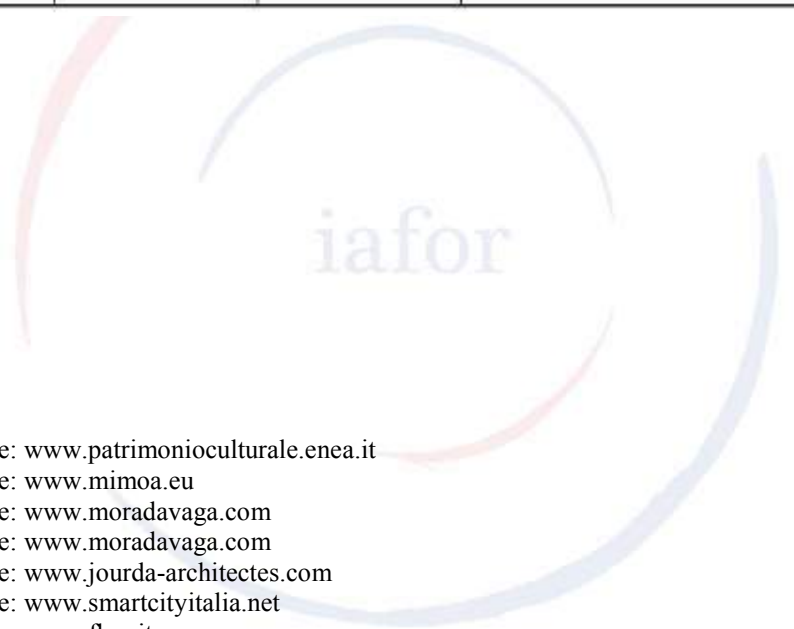 iafor
e: www.patrimonioculturale.enea.it
e: www.mimoa.eu
e: www.moradavaga.com
e: www.moradavaga.com
e: www.jourda-architectes.com
e: www.smartcityitalia.net